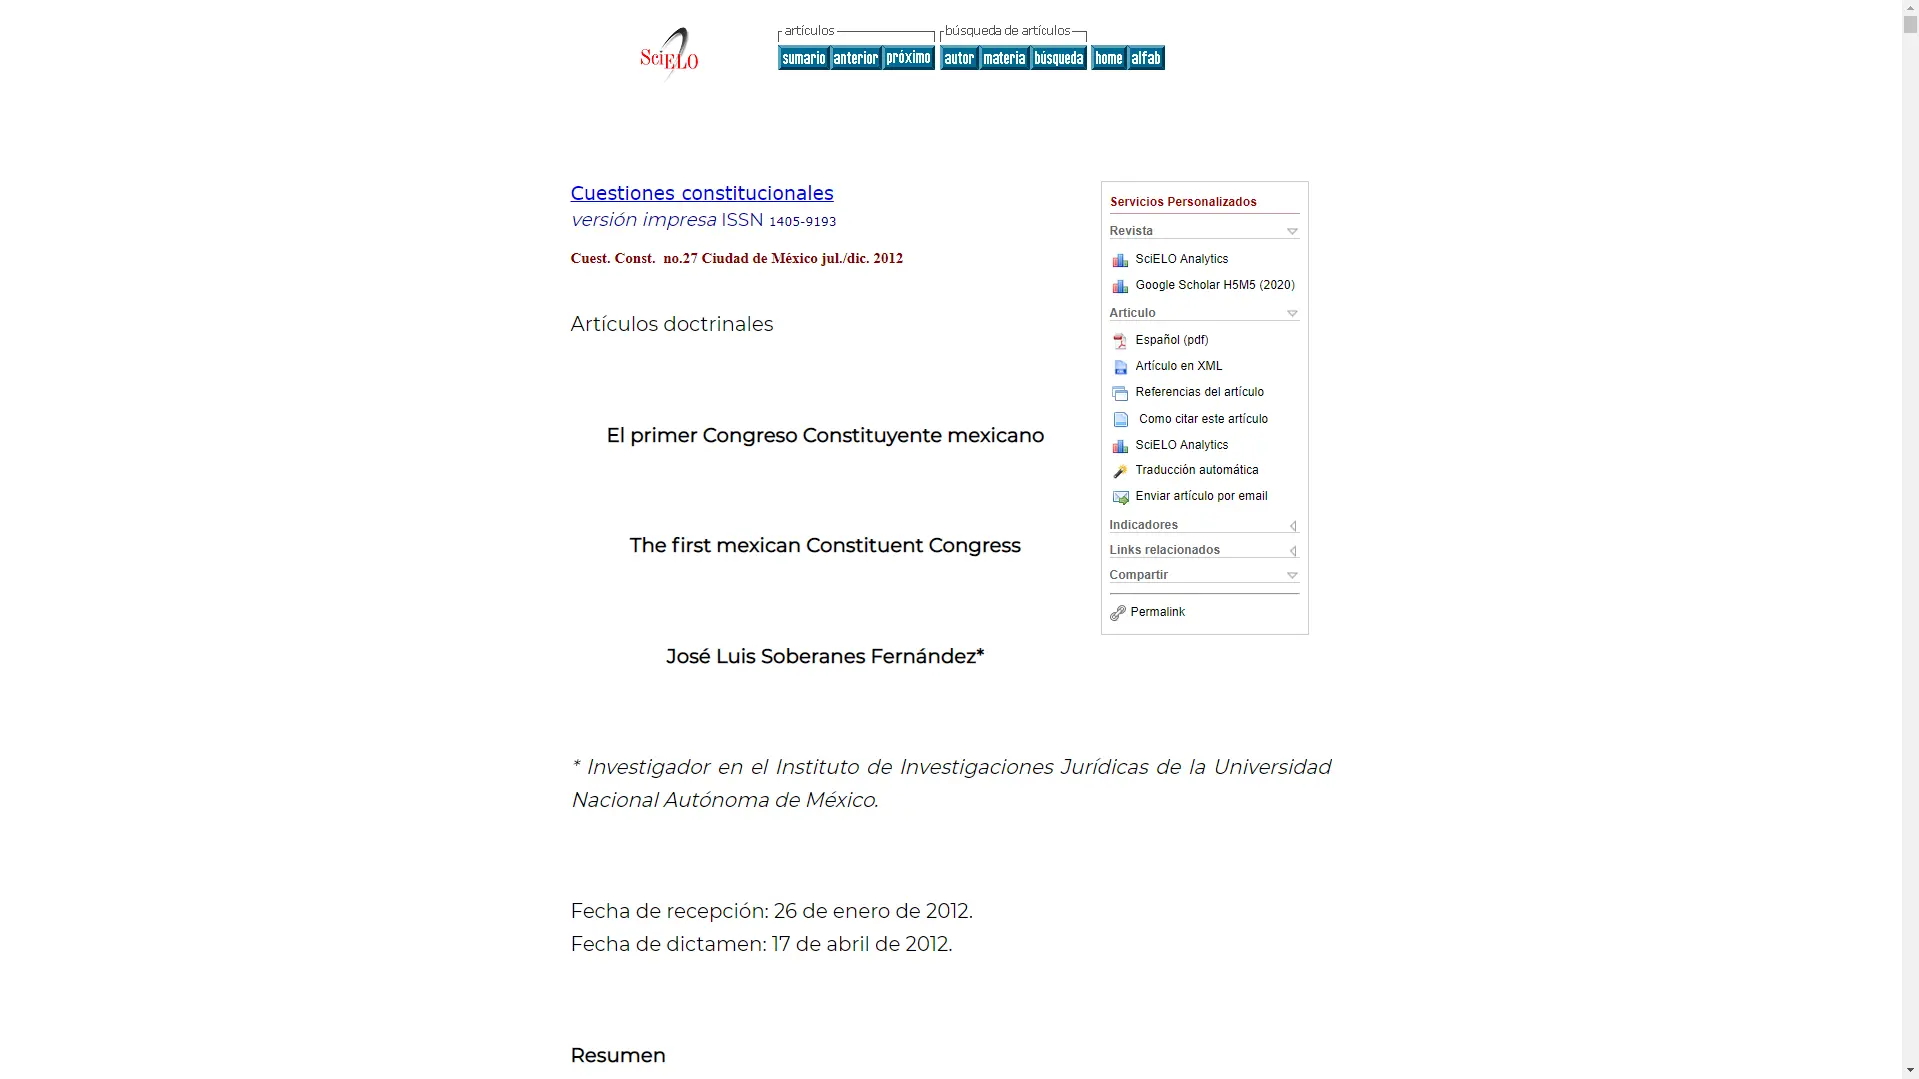 SciELO
artículos
búsqueda de artículos
sumario anterior próximo autor materia búsqueda home alfab
Cuestiones constitucionales
versión impresa ISSN 1405-9193
Cuest. Const.  no.27 Ciudad de México jul./dic. 2012
Artículos doctrinales
El primer Congreso Constituyente mexicano
The first mexican Constituent Congress
José Luis Soberanes Fernández*
* Investigador en el Instituto de Investigaciones Jurídicas de la Universidad
Nacional Autónoma de México.
Fecha de recepción: 26 de enero de 2012.
Fecha de dictamen: 17 de abril de 2012.
Resumen
Servicios Personalizados
Revista
SciELO Analytics
Google Scholar H5M5 (2020)
Articulo
Español (pdf)
Artículo en XML
Referencias del artículo
Como citar este artículo
SciELO Analytics
Traducción automática
Enviar artículo por email
Indicadores
Links relacionados
Compartir
Permalink